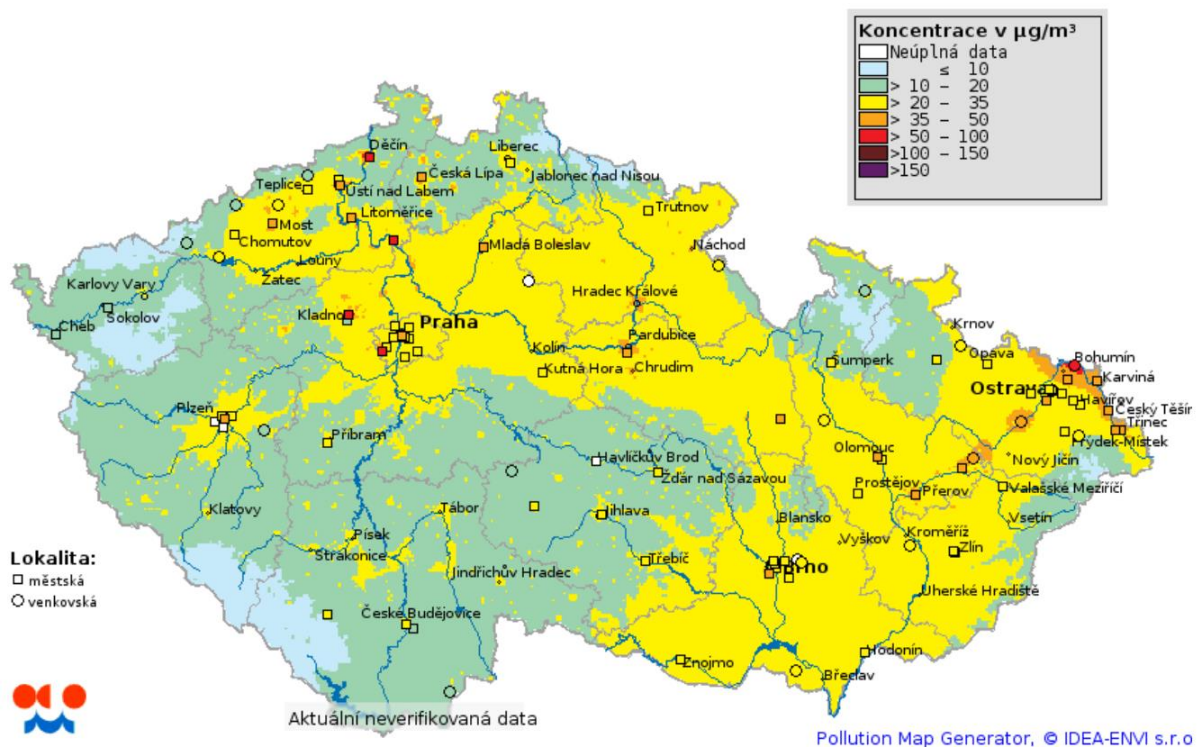 Koncentrace v µg/m³
Neúplná data
≤ 10
> 10 – 20
> 20 – 35
> 35 – 50
> 50 – 100
>100 – 150
>150
Děčín
Liberec
Teplice
Česká Lípa
Jablonec nad Nisou
Ústí nad Labem
Litoměřice
Trutnov
Most
Chomutov
Mladá Boleslav
Náchod
Louny
Žatec
Karlovy Vary
Hradec Králové
Sokolov
Kladno
Praha
Cheb
Pardubice
Krnov
Kolín
Opava
Bohumín
Šumperk
Kutná Hora
Chrudim
Karviná
Ostrava
Havířov
Plzeň
Český Těšín
Třinec
Příbram
Frýdek-Místek
Olomouc
Havlíčkův Brod
Nový Jičín
Žďár nad Sázavou
Prostějov
Přerov
Valašské Meziříčí
Klatovy
Tábor
Jihlava
Blansko
Vsetín
Písek
Vyškov
Kroměříž
Lokalita:
Strakonice
Zlín
městská
Třebíč
Brno
Jindřichův Hradec
venkovská
Uherské Hradiště
České Budějovice
Hodonín
Znojmo
Břeclav
Aktuální neverifikovaná data
Pollution Map Generator, © IDEA-ENVI s.r.o